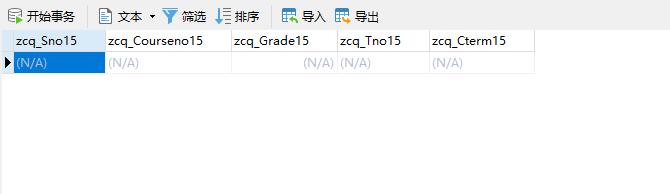 开始事务 文本 筛选 排序 导入 导出
zcq_Sno15 zcq_Courseno15 zcq_Grade15 zcq_Tno15 zcq_Cterm15
(N/A) (N/A) (N/A) (N/A) (N/A)